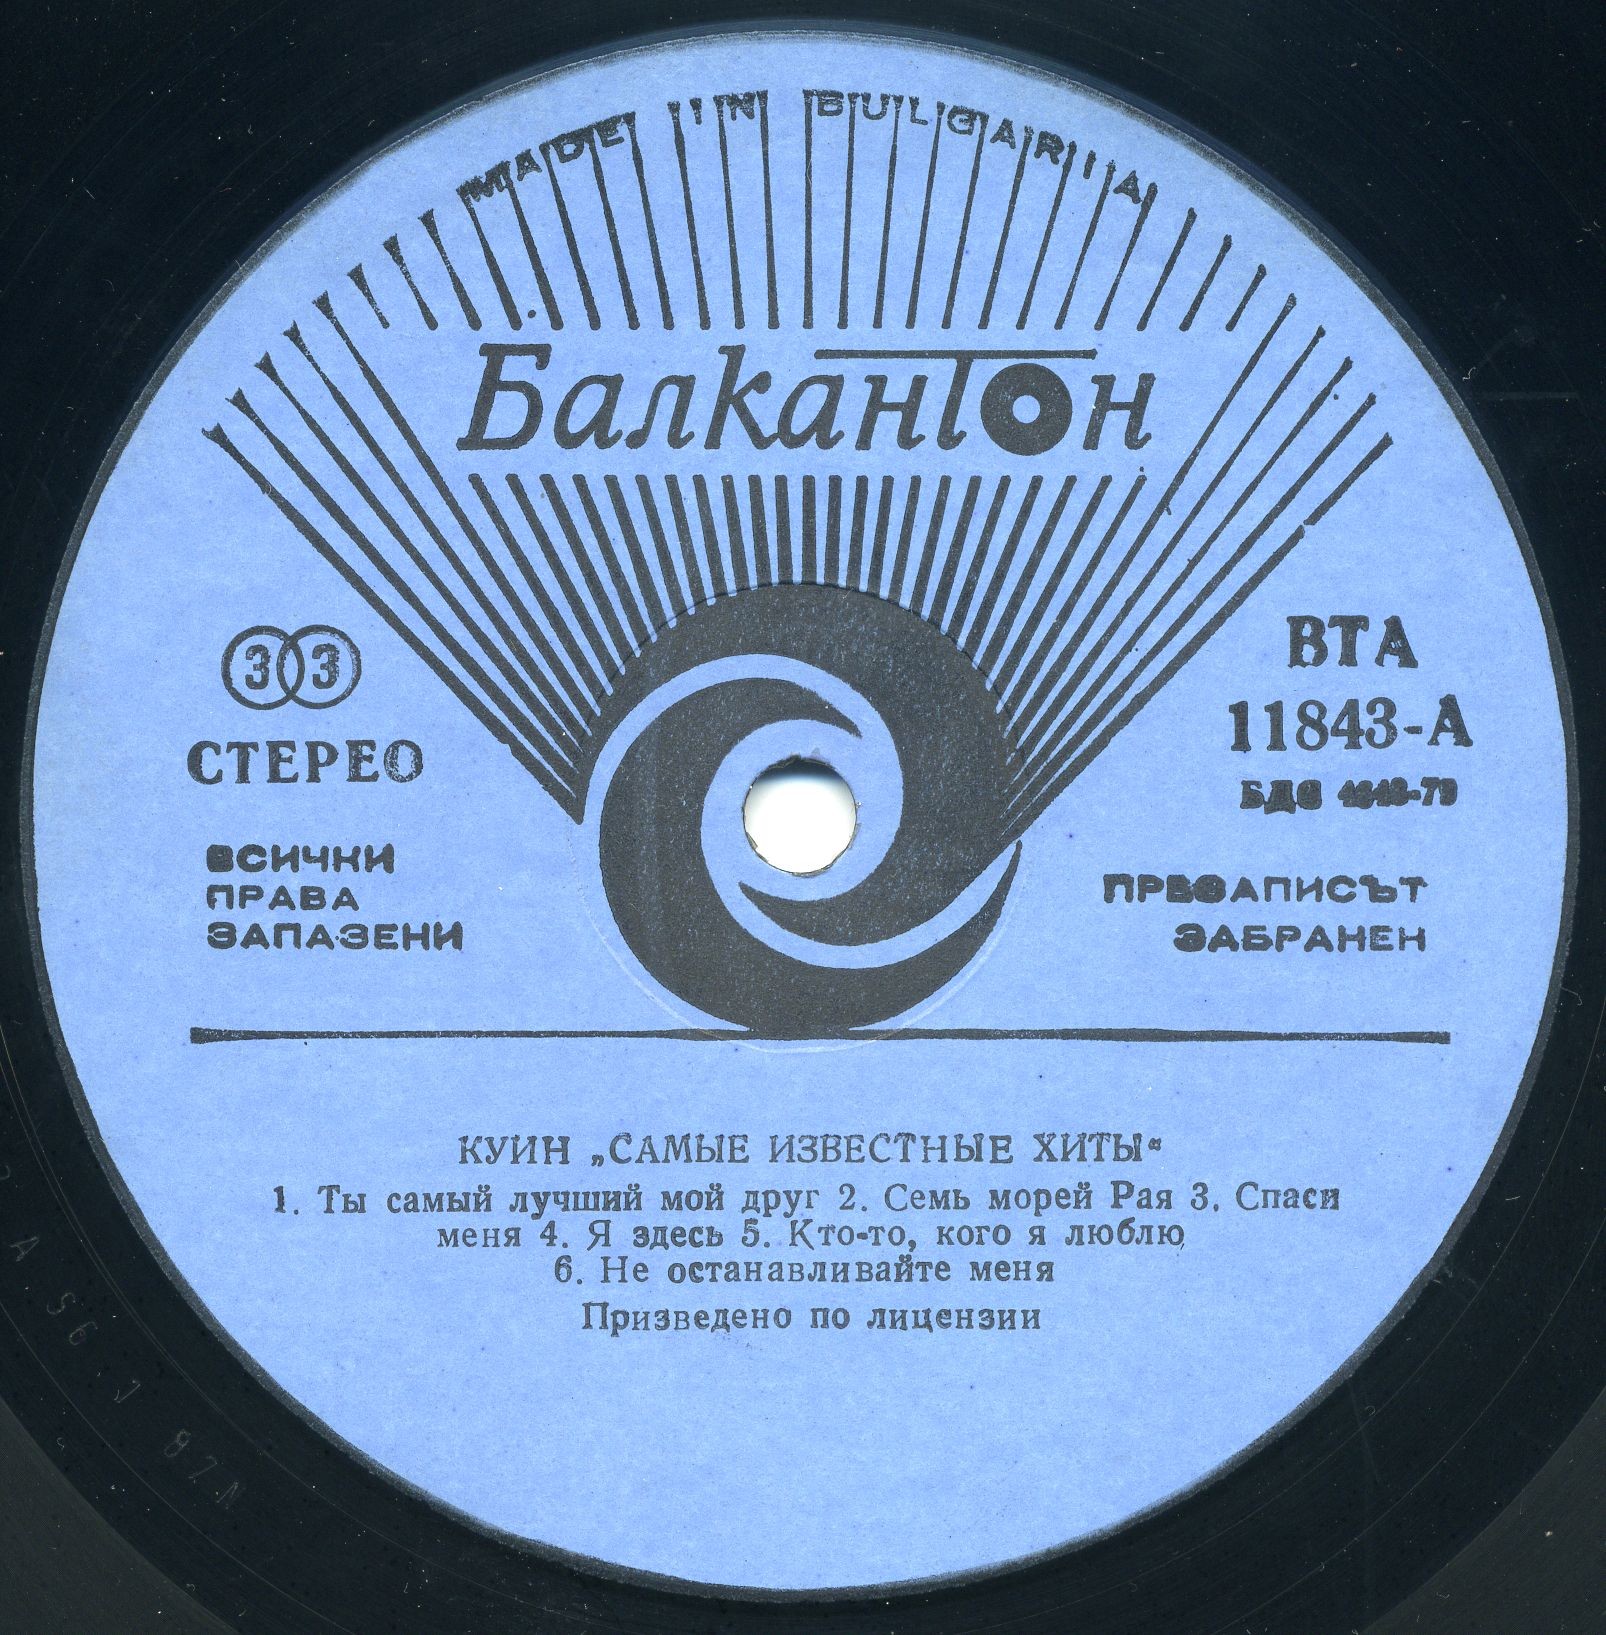 MADE IN BULGARIA
Балкантон
33
СТЕРЕО
ВСИЧКИ
ПРАВА
ЗАПАЗЕНИ
ВТА
11843-А
БДС
ПРЕЗАПИСЪТ
ЗАБРАНЕН
КУИН „САМЫЕ ИЗВЕСТНЫЕ ХИТЫ“
1. Ты самый лучший мой друг 2. Семь морей Рая 3. Спаси
меня 4. Я здесь 5. Кто-то, кого я люблю
6. Не останавливайте меня
Призведено по лицензии